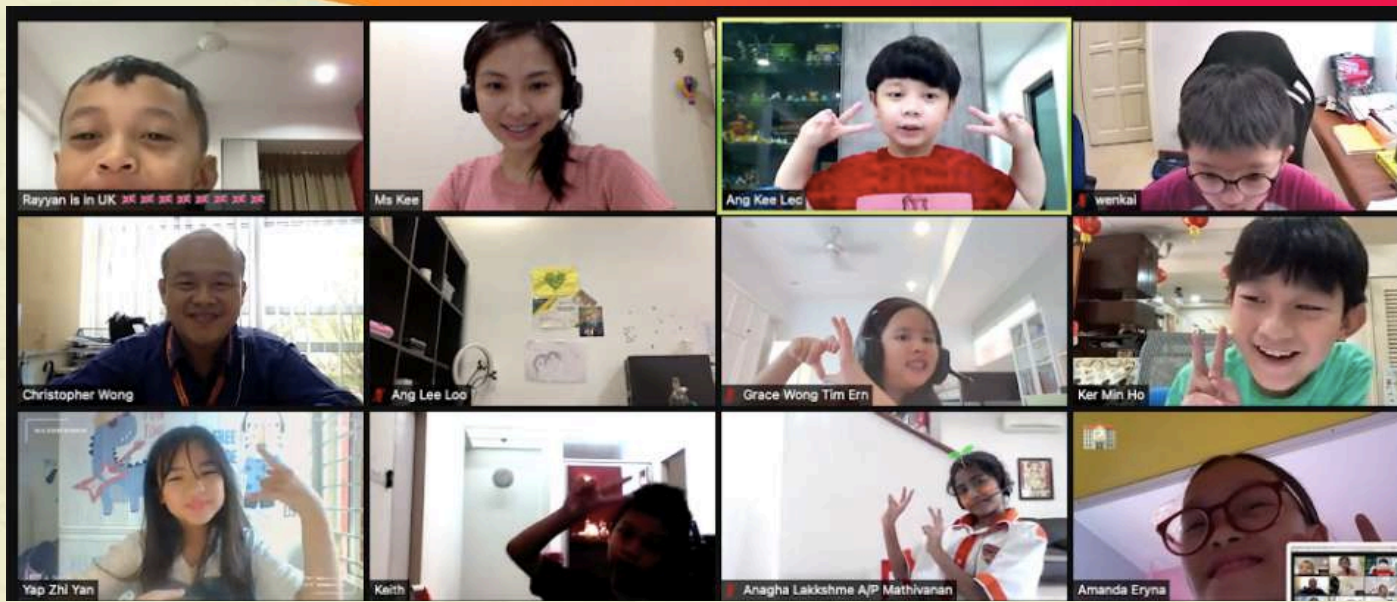 Rayyan is in UK 🇬🇧 🇬🇧 🇬🇧 🇬🇧 🇬🇧 🇬🇧 🇬🇧 🇬🇧
Ms Kee
Ang Kee Lec
wenkai
Christopher Wong
Ang Lee Loo
Grace Wong Tim Ern
Ker Min Ho
Yap Zhi Yan
Keith
Anagha Lakkshme A/P Mathivanan
Amanda Eryna